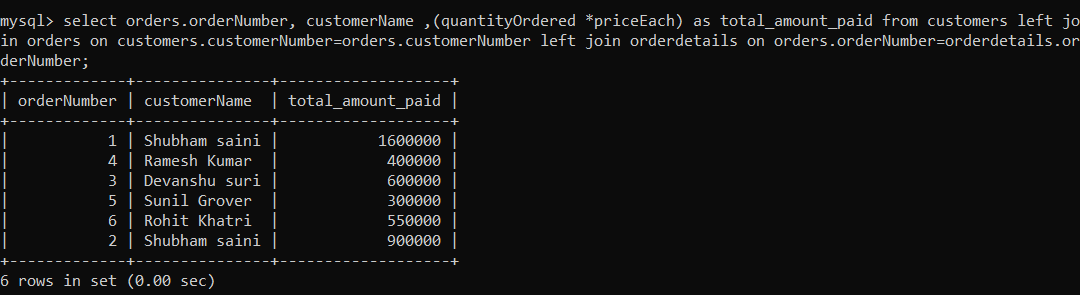 mysql> select orders.orderNumber, customerName ,(quantityOrdered *priceEach) as total_amount_paid from customers left jo
in orders on customers.customerNumber=orders.customerNumber left join orderdetails on orders.orderNumber=orderdetails.or
derNumber;
+-------------+---------------+-------------------+
| orderNumber | customerName  | total_amount_paid |
+-------------+---------------+-------------------+
|           1 | Shubham saini |           1600000 |
|           4 | Ramesh Kumar  |            400000 |
|           3 | Devanshu suri |            600000 |
|           5 | Sunil Grover  |            300000 |
|           6 | Rohit Khatri  |            550000 |
|           2 | Shubham saini |            900000 |
+-------------+---------------+-------------------+
6 rows in set (0.00 sec)